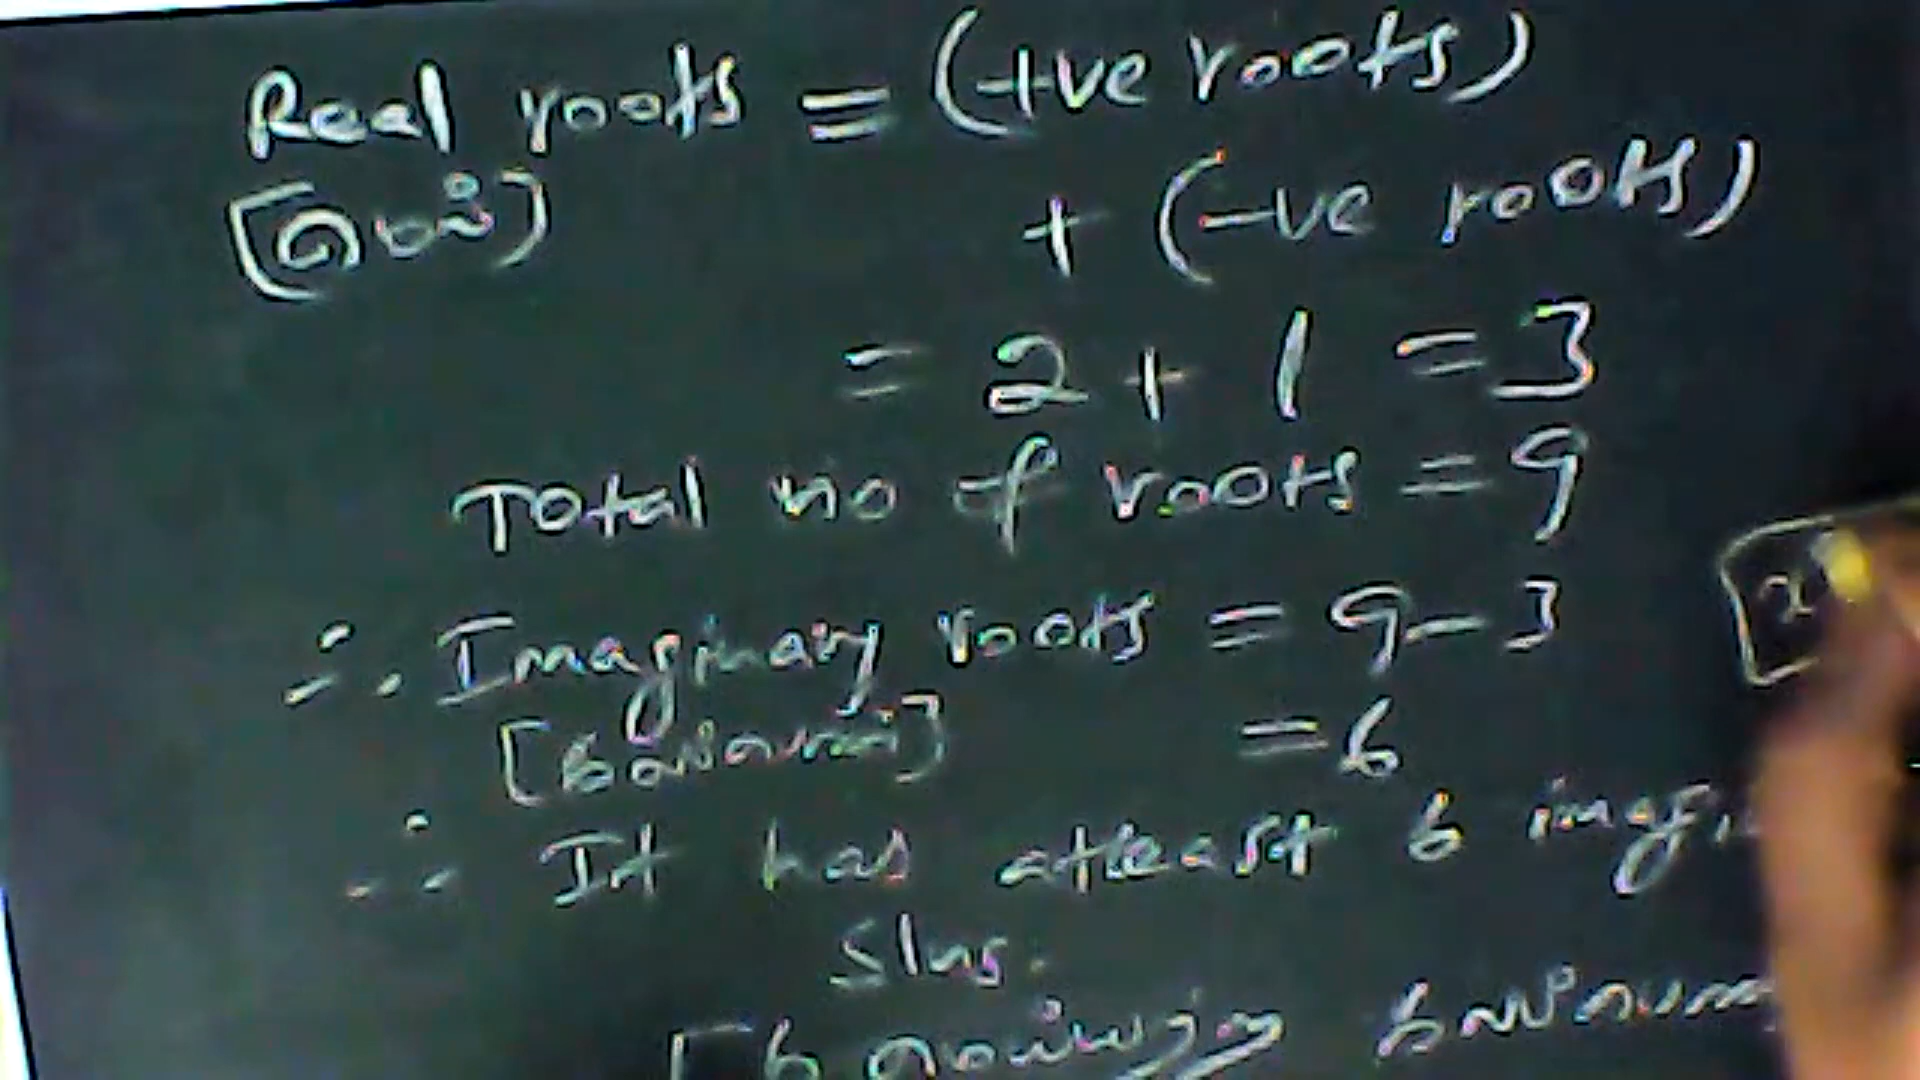 Real roots = (+ve roots)
[மெய்] + (-ve roots)
= 2 + 1 = 3
Total no of roots = 9
∴ Imaginary roots = 9 - 3
= 6
∴ It has atleast 6
slns.
[6
x